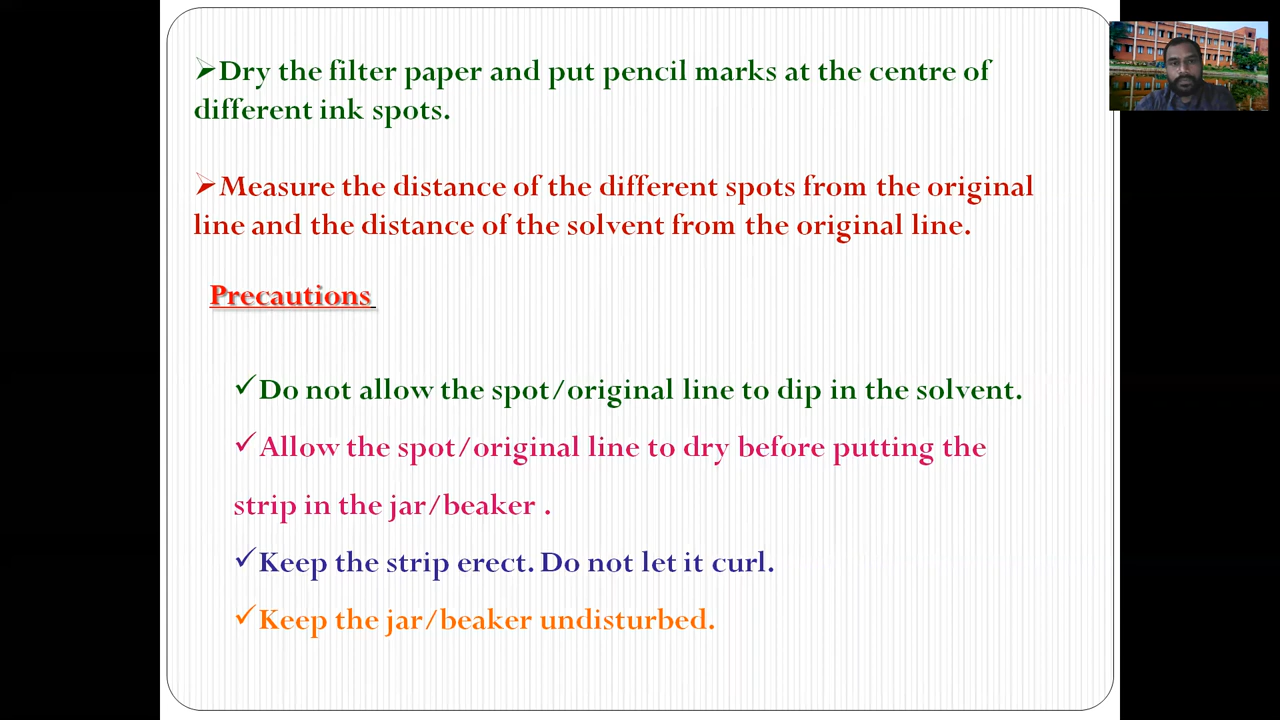 ➢Dry the filter paper and put pencil marks at the centre of
different ink spots.
➢Measure the distance of the different spots from the original
line and the distance of the solvent from the original line.
Precautions
✓Do not allow the spot/original line to dip in the solvent.
✓Allow the spot/original line to dry before putting the
strip in the jar/beaker .
✓Keep the strip erect. Do not let it curl.
✓Keep the jar/beaker undisturbed.